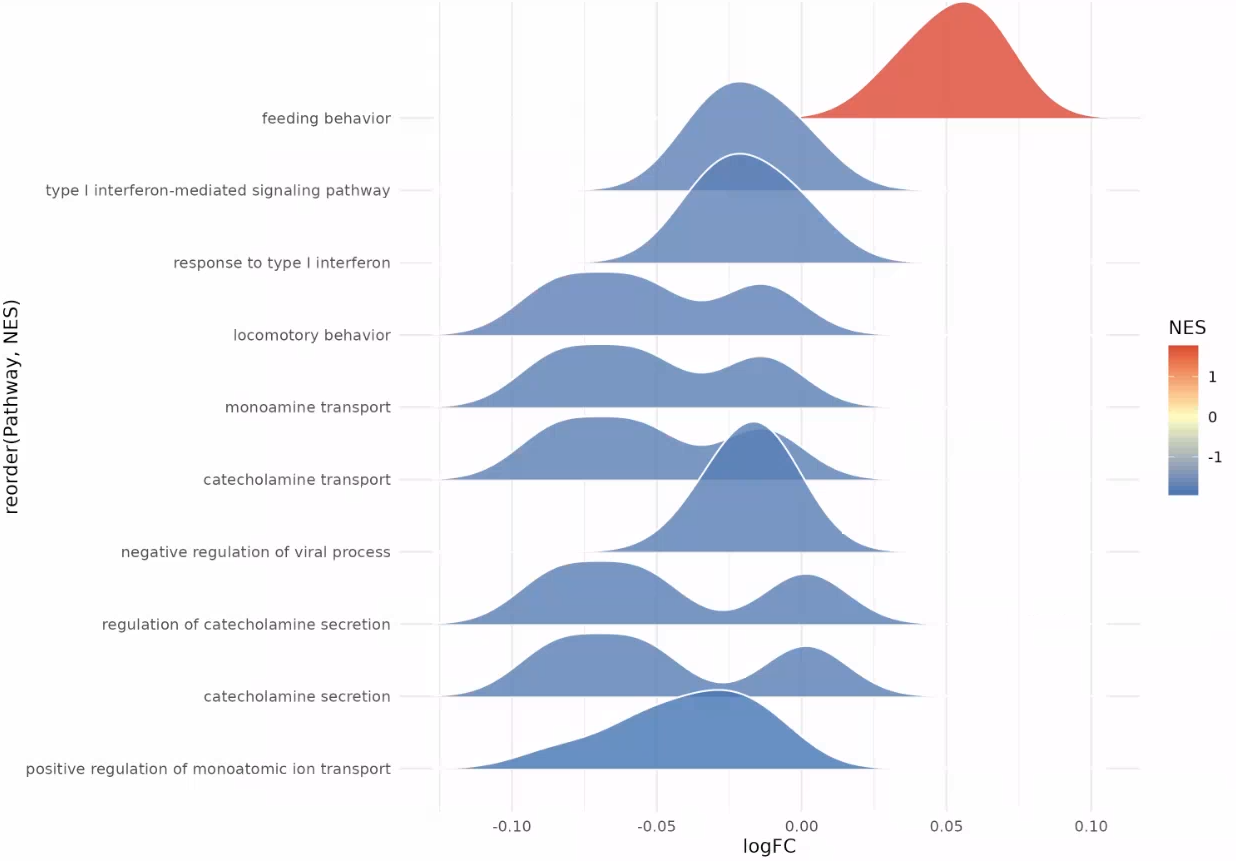 feeding behavior
type I interferon-mediated signaling pathway
response to type I interferon
locomotory behavior
monoamine transport
catecholamine transport
negative regulation of viral process
regulation of catecholamine secretion
catecholamine secretion
positive regulation of monoatomic ion transport
reorder(Pathway, NES)
-0.10
-0.05
0.00
0.05
0.10
logFC
NES
1
0
-1